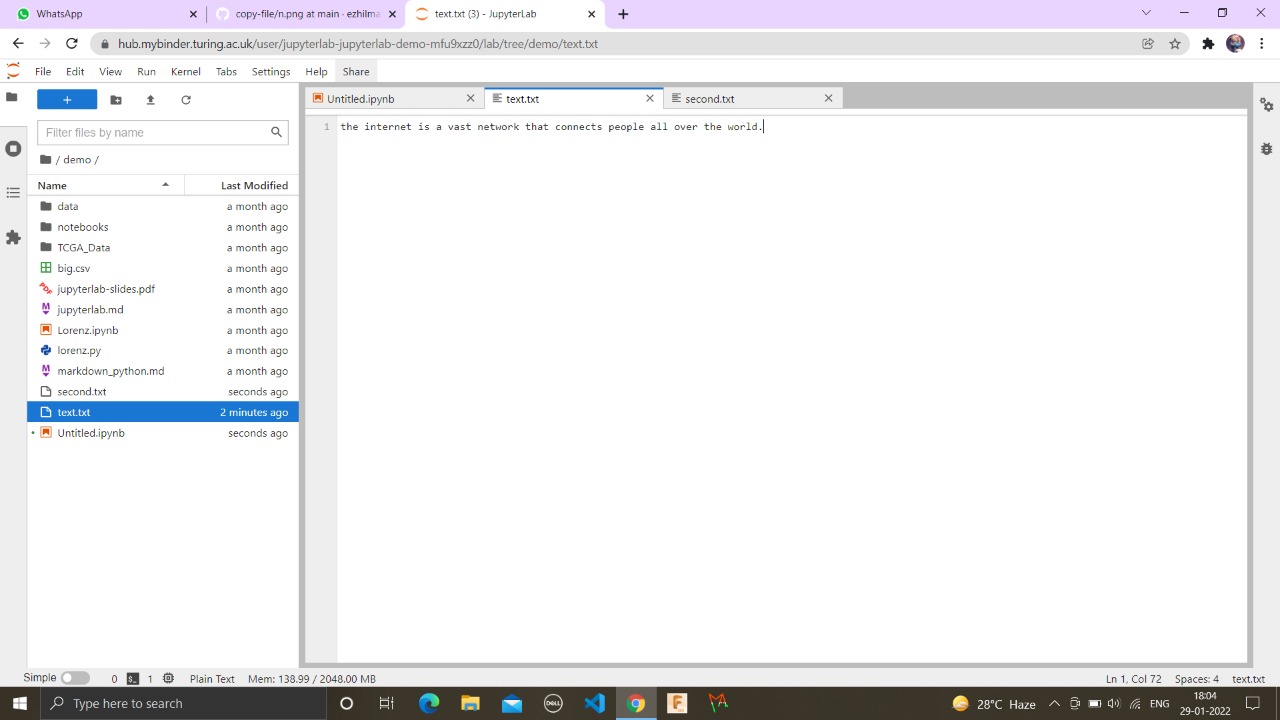 WhatsApp
copy-file/n.png at main · ezhilma
text.txt (3) - JupyterLab
hub.mybinder.turing.ac.uk/user/jupyterlab-jupyterlab-demo-mfu9xzz0/lab/tree/demo/text.txt
File Edit View Run Kernel Tabs Settings Help Share
Untitled.ipynb text.txt second.txt
Filter files by name
1 the internet is a vast network that connects people all over the world.
/ demo /
Name Last Modified
data a month ago
notebooks a month ago
TCGA_Data a month ago
big.csv a month ago
jupyterlab-slides.pdf a month ago
jupyterlab.md a month ago
Lorenz.ipynb a month ago
lorenz.py a month ago
markdown_python.md a month ago
second.txt seconds ago
text.txt 2 minutes ago
Untitled.ipynb seconds ago
Simple 0 1 Plain Text Mem: 138.99 / 2048.00 MB Ln 1, Col 72 Spaces: 4 text.txt
Type here to search
DELL
28°C Haze
ENG
18:04
29-01-2022